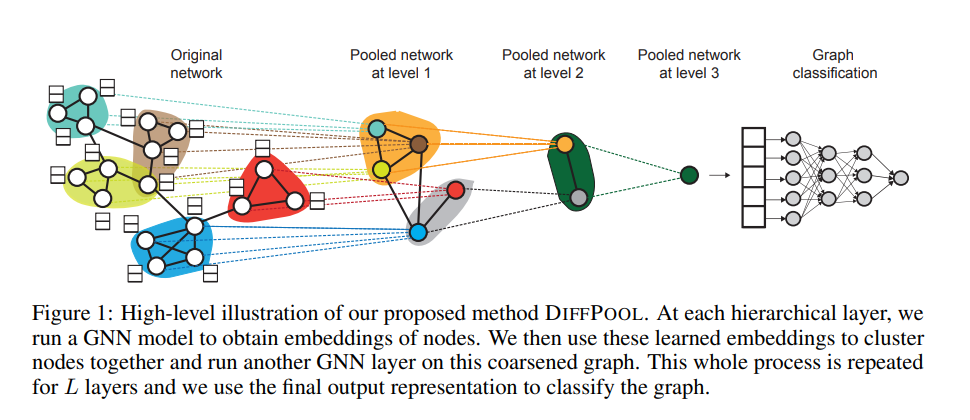 Original
network
Pooled network
at level 1
Pooled network
at level 2
Pooled network
at level 3
Graph
classification
Figure 1: High-level illustration of our proposed method DIFFPOOL. At each hierarchical layer, we
run a GNN model to obtain embeddings of nodes. We then use these learned embeddings to cluster
nodes together and run another GNN layer on this coarsened graph. This whole process is repeated
for L layers and we use the final output representation to classify the graph.